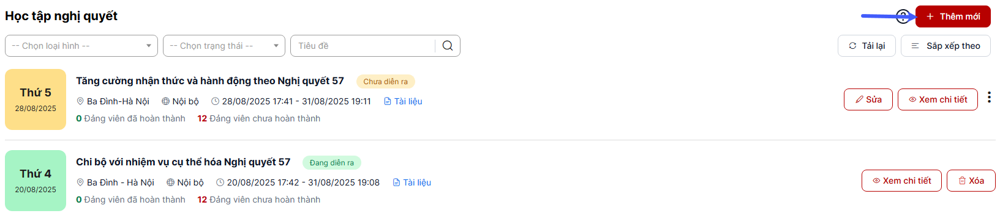 Học tập nghị quyết
Thêm mới
-- Chọn loại hình -- -- Chọn trạng thái -- Tiêu đề Tải lại Sắp xếp theo
Thứ 5
28/08/2025
Tăng cường nhận thức và hành động theo Nghị quyết 57 Chưa diễn ra
Ba Đình-Hà Nội Nội bộ 28/08/2025 17:41 - 31/08/2025 19:11 Tài liệu
0 Đảng viên đã hoàn thành 12 Đảng viên chưa hoàn thành
Sửa Xem chi tiết
Thứ 4
20/08/2025
Chi bộ với nhiệm vụ cụ thể hóa Nghị quyết 57 Đang diễn ra
Ba Đình - Hà Nội Nội bộ 20/08/2025 17:42 - 31/08/2025 19:08 Tài liệu
0 Đảng viên đã hoàn thành 12 Đảng viên chưa hoàn thành
Xem chi tiết Xóa